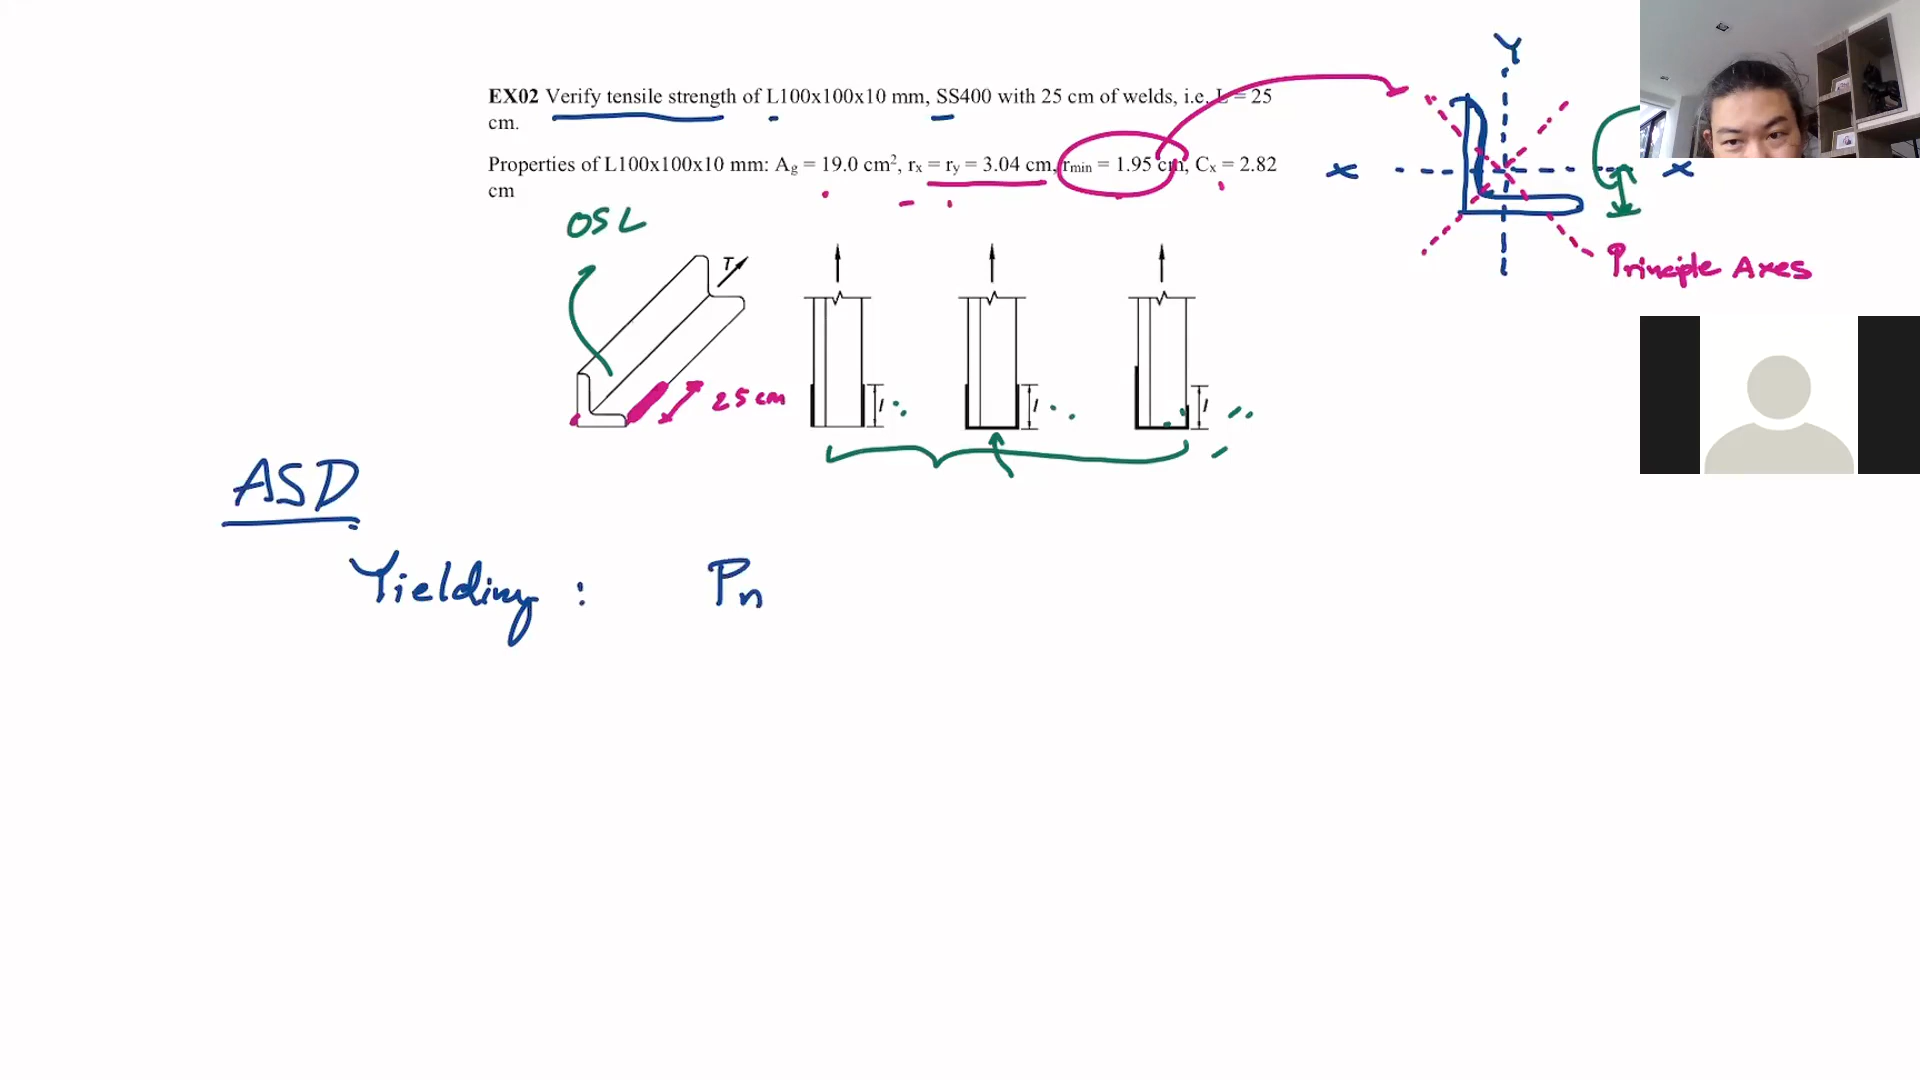 EX02 Verify tensile strength of L100x100x10 mm, SS400 with 25 cm of welds, i.e. L = 25
cm.
Properties of L100x100x10 mm: Ag = 19.0 cm², rx = ry = 3.04 cm, rmin = 1.95 cm, Cx = 2.82
cm
Y
x
x
Principle Axes
OSL
T
25 cm
l
l
l
ASD
Yielding : Pn